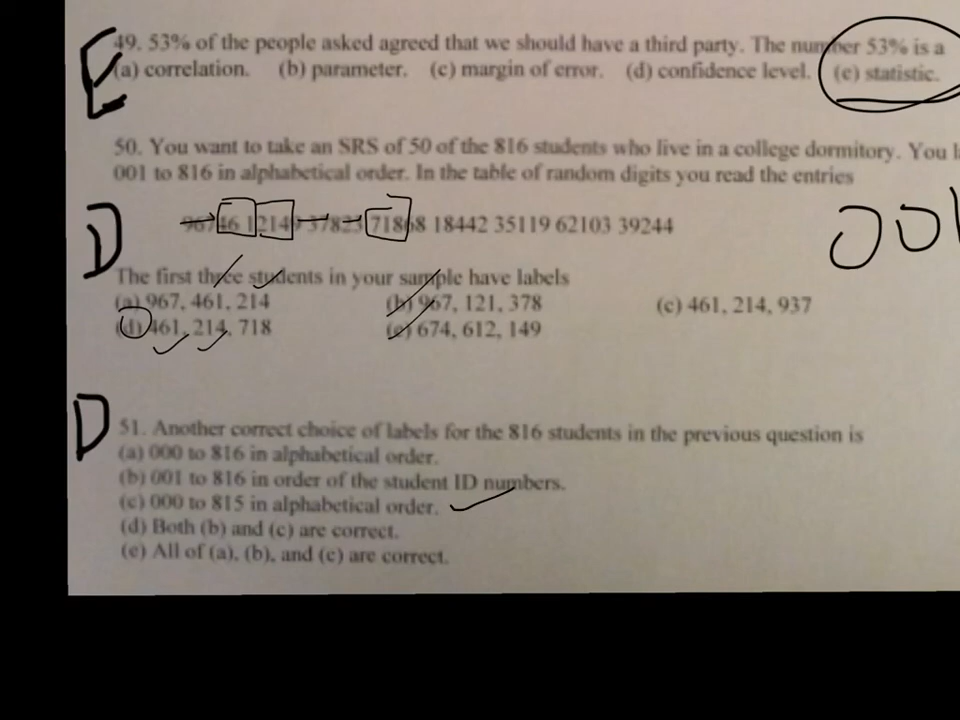 E
49. 53% of the people asked agreed that we should have a third party. The number 53% is a
(a) correlation. (b) parameter. (c) margin of error. (d) confidence level. (e) statistic.
50. You want to take an SRS of 50 of the 816 students who live in a college dormitory. You
001 to 816 in alphabetical order. In the table of random digits you read the entries
D
96746 12149 37823 71868 18442 35119 62103 39244
001
The first three students in your sample have labels
(a) 967, 461, 214 (b) 967, 121, 378 (c) 461, 214, 937
(d) 461, 214, 718 (e) 674, 612, 149
D
51. Another correct choice of labels for the 816 students in the previous question is
(a) 000 to 816 in alphabetical order.
(b) 001 to 816 in order of the student ID numbers.
(c) 000 to 815 in alphabetical order.
(d) Both (b) and (c) are correct.
(e) All of (a), (b), and (c) are correct.